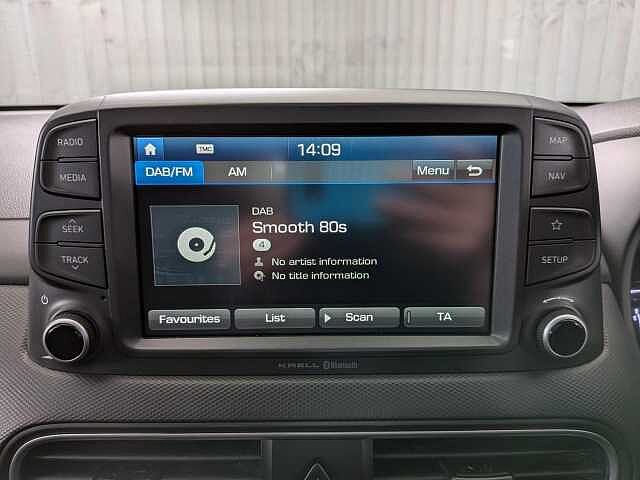 RADIO
MEDIA
SEEK
TRACK
TMC
14:09
DAB/FM
AM
Menu
DAB
Smooth 80s
4
No artist information
No title information
Favourites
List
Scan
TA
MAP
NAV
SETUP
KRELL Bluetooth